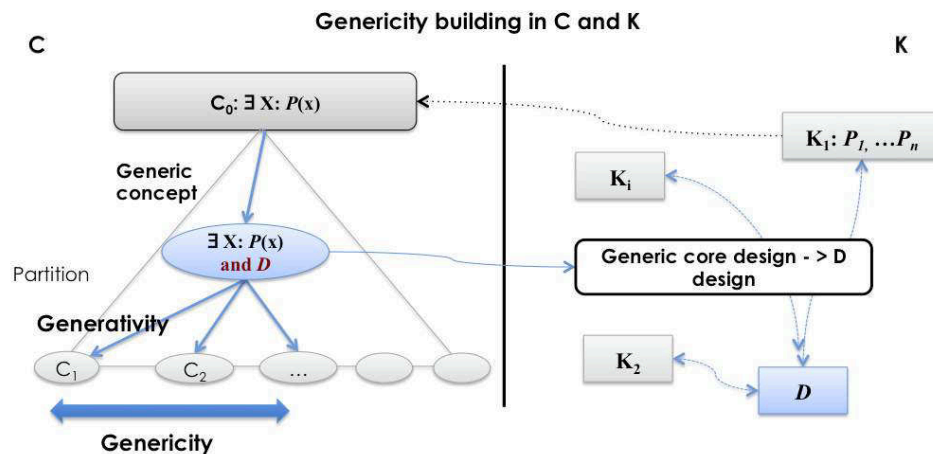 Genericity building in C and K
C
K
C₀: ∃ X: P(x)
K₁: P₁, …Pₙ
Generic
concept
Kᵢ
∃ X: P(x)
and D
Generic core design - > D
design
Partition
Generativity
C₁
C₂
...
K₂
D
Genericity